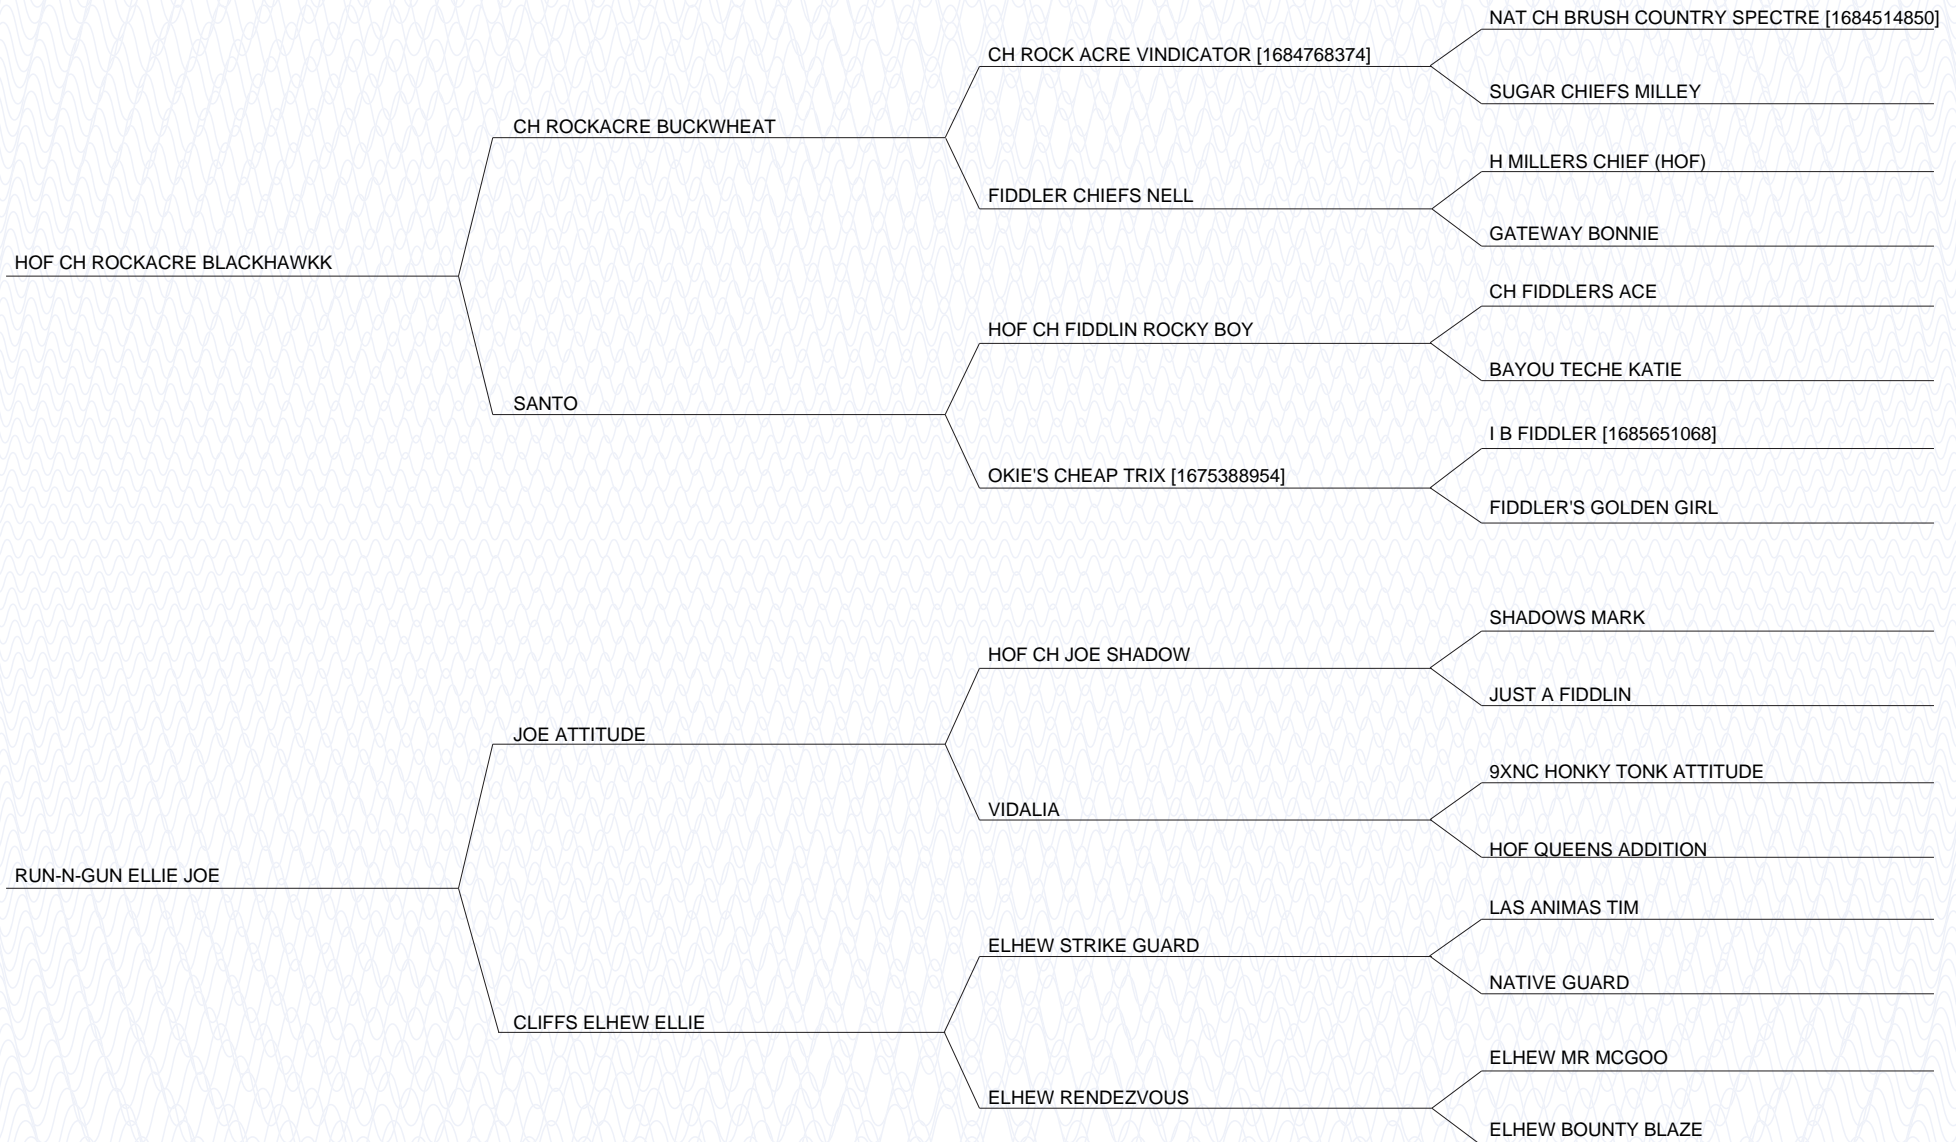 NAT CH BRUSH COUNTRY SPECTRE [1684514850]
CH ROCK ACRE VINDICATOR [1684768374]
SUGAR CHIEFS MILLEY
CH ROCKACRE BUCKWHEAT
H MILLERS CHIEF (HOF)
FIDDLER CHIEFS NELL
GATEWAY BONNIE
HOF CH ROCKACRE BLACKHAWKK
CH FIDDLERS ACE
HOF CH FIDDLIN ROCKY BOY
BAYOU TECHE KATIE
SANTO
I B FIDDLER [1685651068]
OKIE'S CHEAP TRIX [1675388954]
FIDDLER'S GOLDEN GIRL
SHADOWS MARK
HOF CH JOE SHADOW
JUST A FIDDLIN
JOE ATTITUDE
9XNC HONKY TONK ATTITUDE
VIDALIA
HOF QUEENS ADDITION
RUN-N-GUN ELLIE JOE
LAS ANIMAS TIM
ELHEW STRIKE GUARD
NATIVE GUARD
CLIFFS ELHEW ELLIE
ELHEW MR MCGOO
ELHEW RENDEZVOUS
ELHEW BOUNTY BLAZE